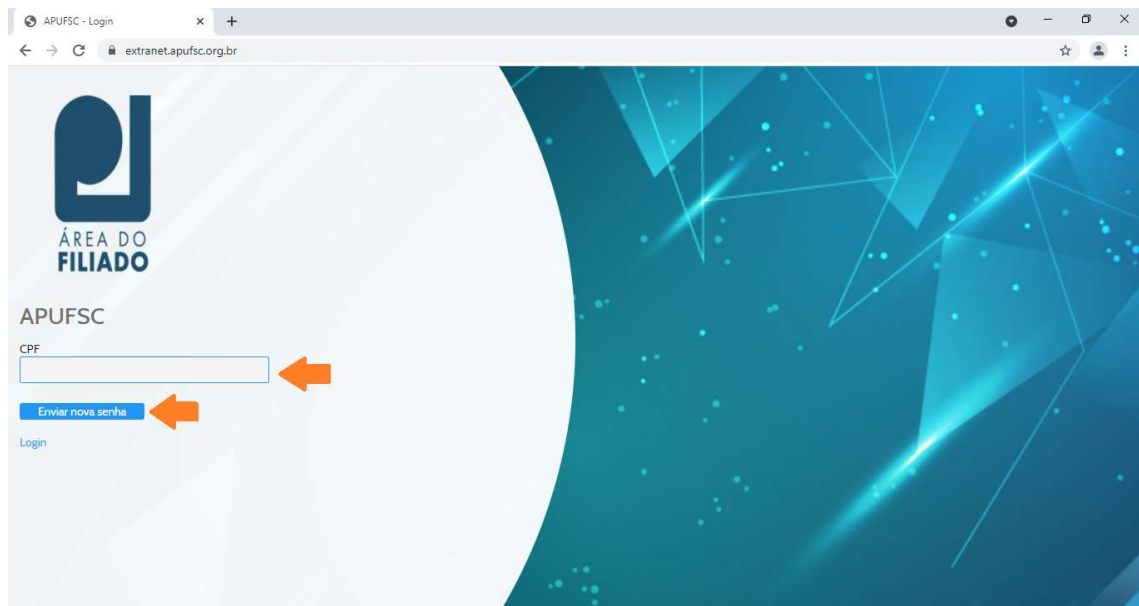 APUFSC - Login
extranet.apufsc.org.br
ÁREA DO
FILIADO
APUFSC
CPF
Enviar nova senha
Login